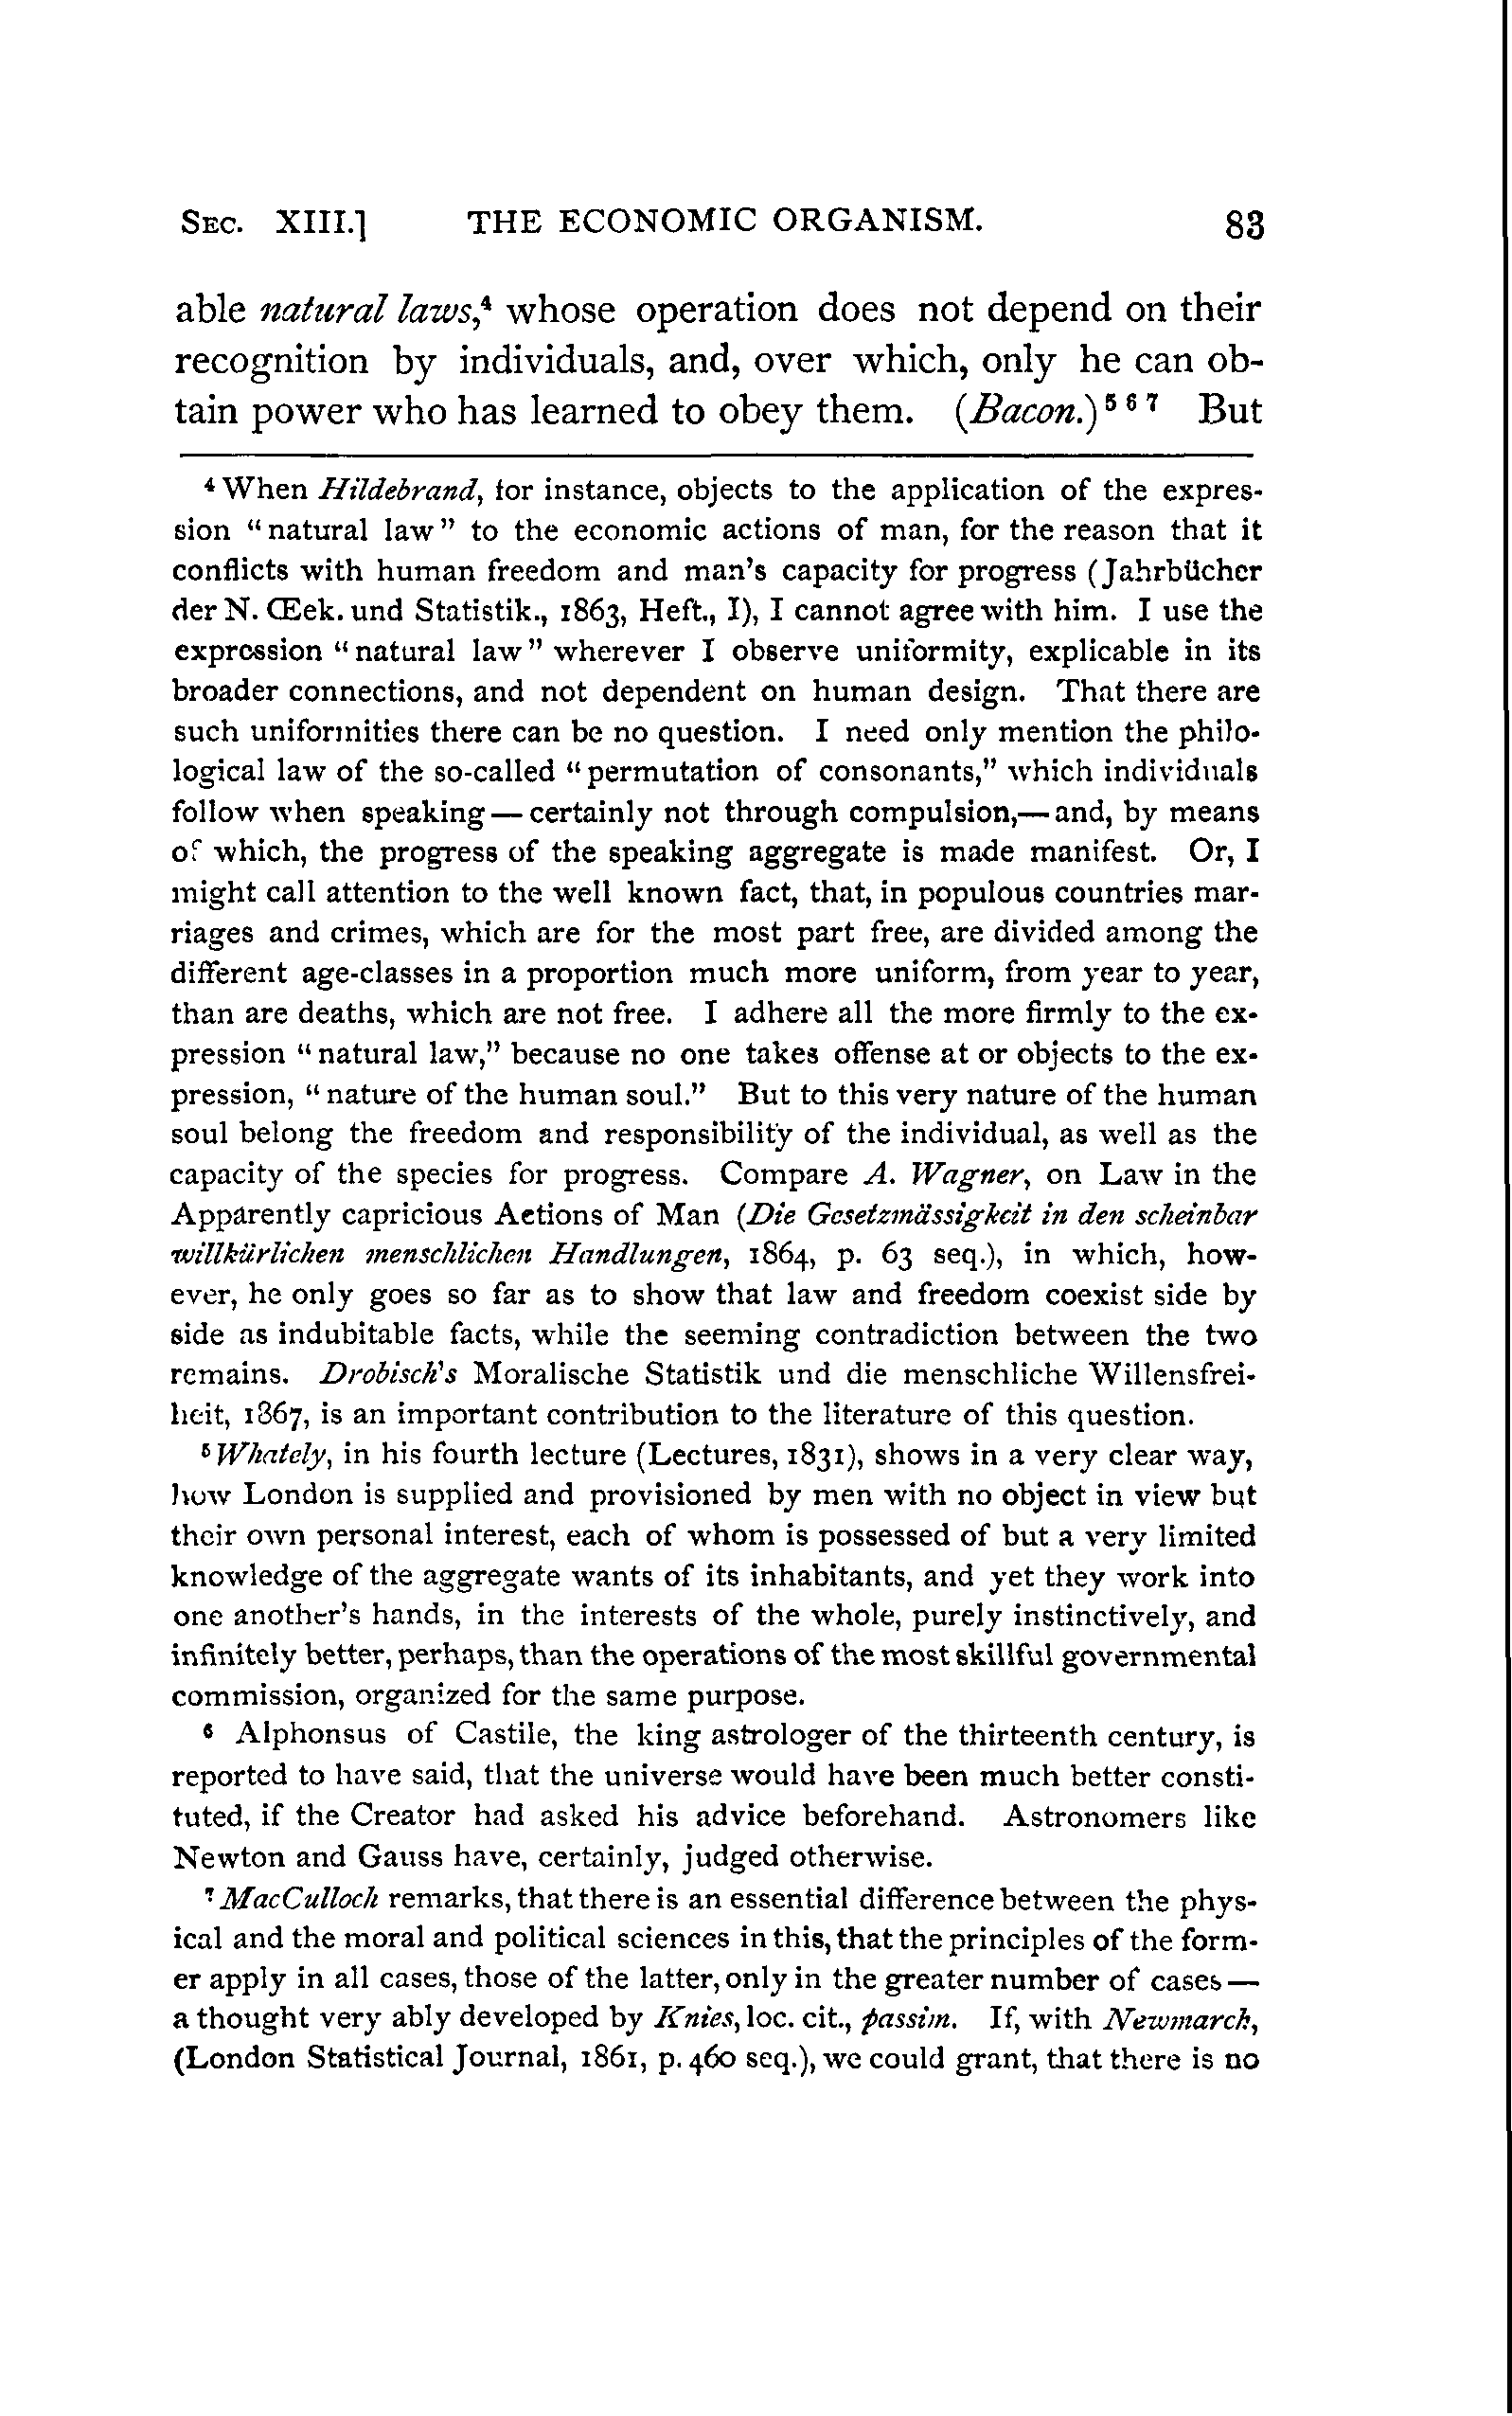 SEC. XIII.] THE ECONOMIC ORGANISM. 83
able natural laws,⁴ whose operation does not depend on their
recognition by individuals, and, over which, only he can ob-
tain power who has learned to obey them. (Bacon.)⁵ ⁶ ⁷ But
⁴ When Hildebrand, for instance, objects to the application of the expres-
sion "natural law" to the economic actions of man, for the reason that it
conflicts with human freedom and man's capacity for progress (Jahrbücher
der N. Œek. und Statistik., 1863, Heft., I), I cannot agree with him. I use the
expression "natural law" wherever I observe uniformity, explicable in its
broader connections, and not dependent on human design. That there are
such uniformities there can be no question. I need only mention the philo-
logical law of the so-called "permutation of consonants," which individuals
follow when speaking — certainly not through compulsion,— and, by means
of which, the progress of the speaking aggregate is made manifest. Or, I
might call attention to the well known fact, that, in populous countries mar-
riages and crimes, which are for the most part free, are divided among the
different age-classes in a proportion much more uniform, from year to year,
than are deaths, which are not free. I adhere all the more firmly to the ex-
pression "natural law," because no one takes offense at or objects to the ex-
pression, "nature of the human soul." But to this very nature of the human
soul belong the freedom and responsibility of the individual, as well as the
capacity of the species for progress. Compare A. Wagner, on Law in the
Apparently capricious Actions of Man (Die Gesetzmässigkeit in den scheinbar
willkürlichen menschlichen Handlungen, 1864, p. 63 seq.), in which, how-
ever, he only goes so far as to show that law and freedom coexist side by
side as indubitable facts, while the seeming contradiction between the two
remains. Drobisch's Moralische Statistik und die menschliche Willensfrei-
heit, 1867, is an important contribution to the literature of this question.
⁵ Whately, in his fourth lecture (Lectures, 1831), shows in a very clear way,
how London is supplied and provisioned by men with no object in view but
their own personal interest, each of whom is possessed of but a very limited
knowledge of the aggregate wants of its inhabitants, and yet they work into
one another's hands, in the interests of the whole, purely instinctively, and
infinitely better, perhaps, than the operations of the most skillful governmental
commission, organized for the same purpose.
⁶ Alphonsus of Castile, the king astrologer of the thirteenth century, is
reported to have said, that the universe would have been much better consti-
tuted, if the Creator had asked his advice beforehand. Astronomers like
Newton and Gauss have, certainly, judged otherwise.
⁷ MacCulloch remarks, that there is an essential difference between the phys-
ical and the moral and political sciences in this, that the principles of the form-
er apply in all cases, those of the latter, only in the greater number of cases —
a thought very ably developed by Knies, loc. cit., passim. If, with Newmarch,
(London Statistical Journal, 1861, p. 460 seq.), we could grant, that there is no